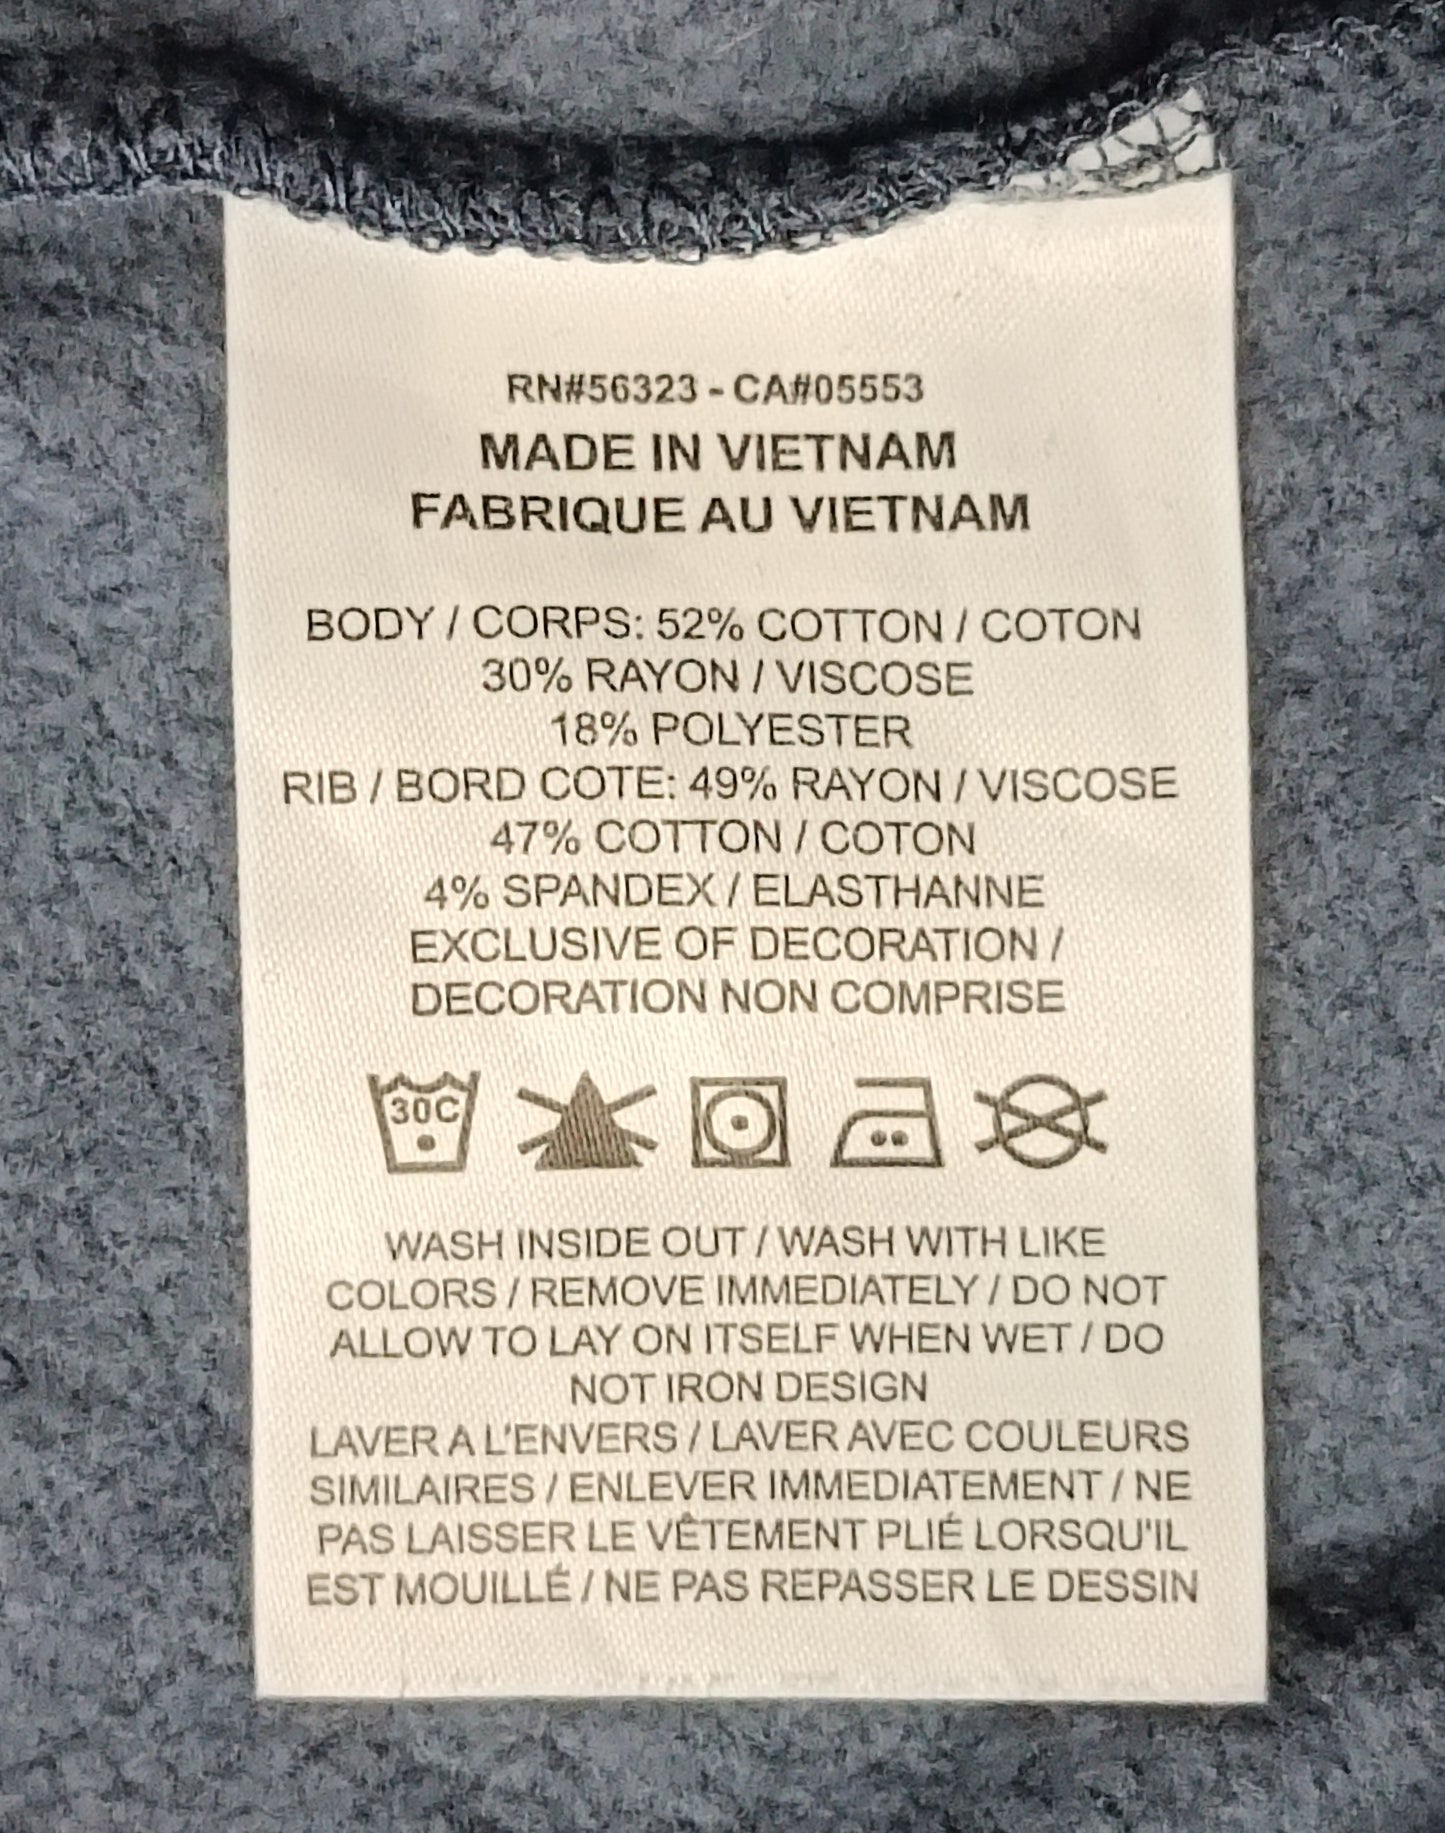 RN#56323 - CA#05553
MADE IN VIETNAM
FABRIQUE AU VIETNAM
BODY / CORPS: 52% COTTON / COTON
30% RAYON / VISCOSE
18% POLYESTER
RIB / BORD COTE: 49% RAYON / VISCOSE
47% COTTON / COTON
4% SPANDEX / ELASTHANNE
EXCLUSIVE OF DECORATION /
DECORATION NON COMPRISE
30C
WASH INSIDE OUT / WASH WITH LIKE
COLORS / REMOVE IMMEDIATELY / DO NOT
ALLOW TO LAY ON ITSELF WHEN WET / DO
NOT IRON DESIGN
LAVER A L'ENVERS / LAVER AVEC COULEURS
SIMILAIRES / ENLEVER IMMEDIATEMENT / NE
PAS LAISSER LE VÊTEMENT PLIÉ LORSQU'IL
EST MOUILLÉ / NE PAS REPASSER LE DESSIN